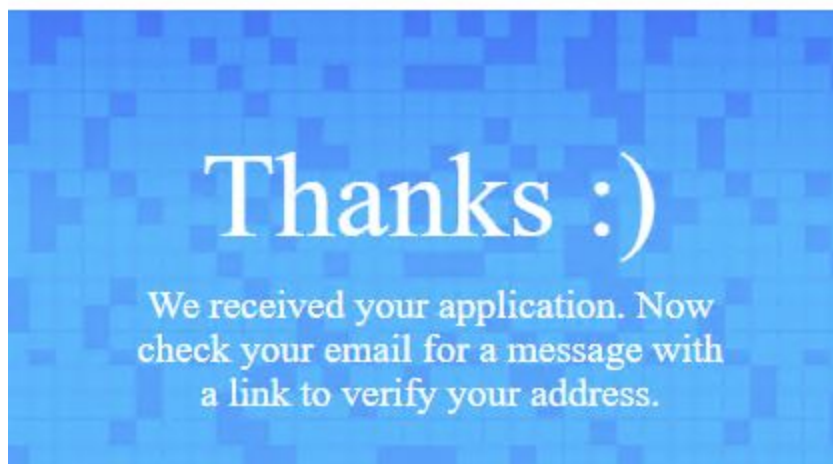 Thanks :)
We received your application. Now
check your email for a message with
a link to verify your address.